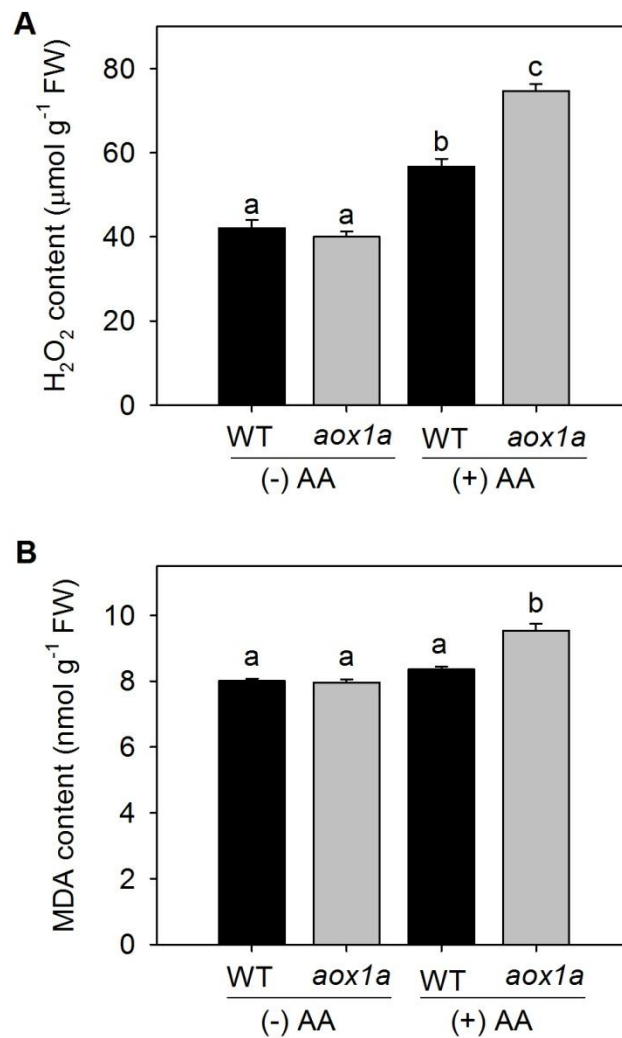 A
H₂O₂ content (μmol g⁻¹ FW)
80
60
40
20
0
a
a
b
c
WT
aox1a
WT
aox1a
(-) AA
(+) AA
B
MDA content (nmol g⁻¹ FW)
10
8
6
4
2
0
a
a
a
b
WT
aox1a
WT
aox1a
(-) AA
(+) AA